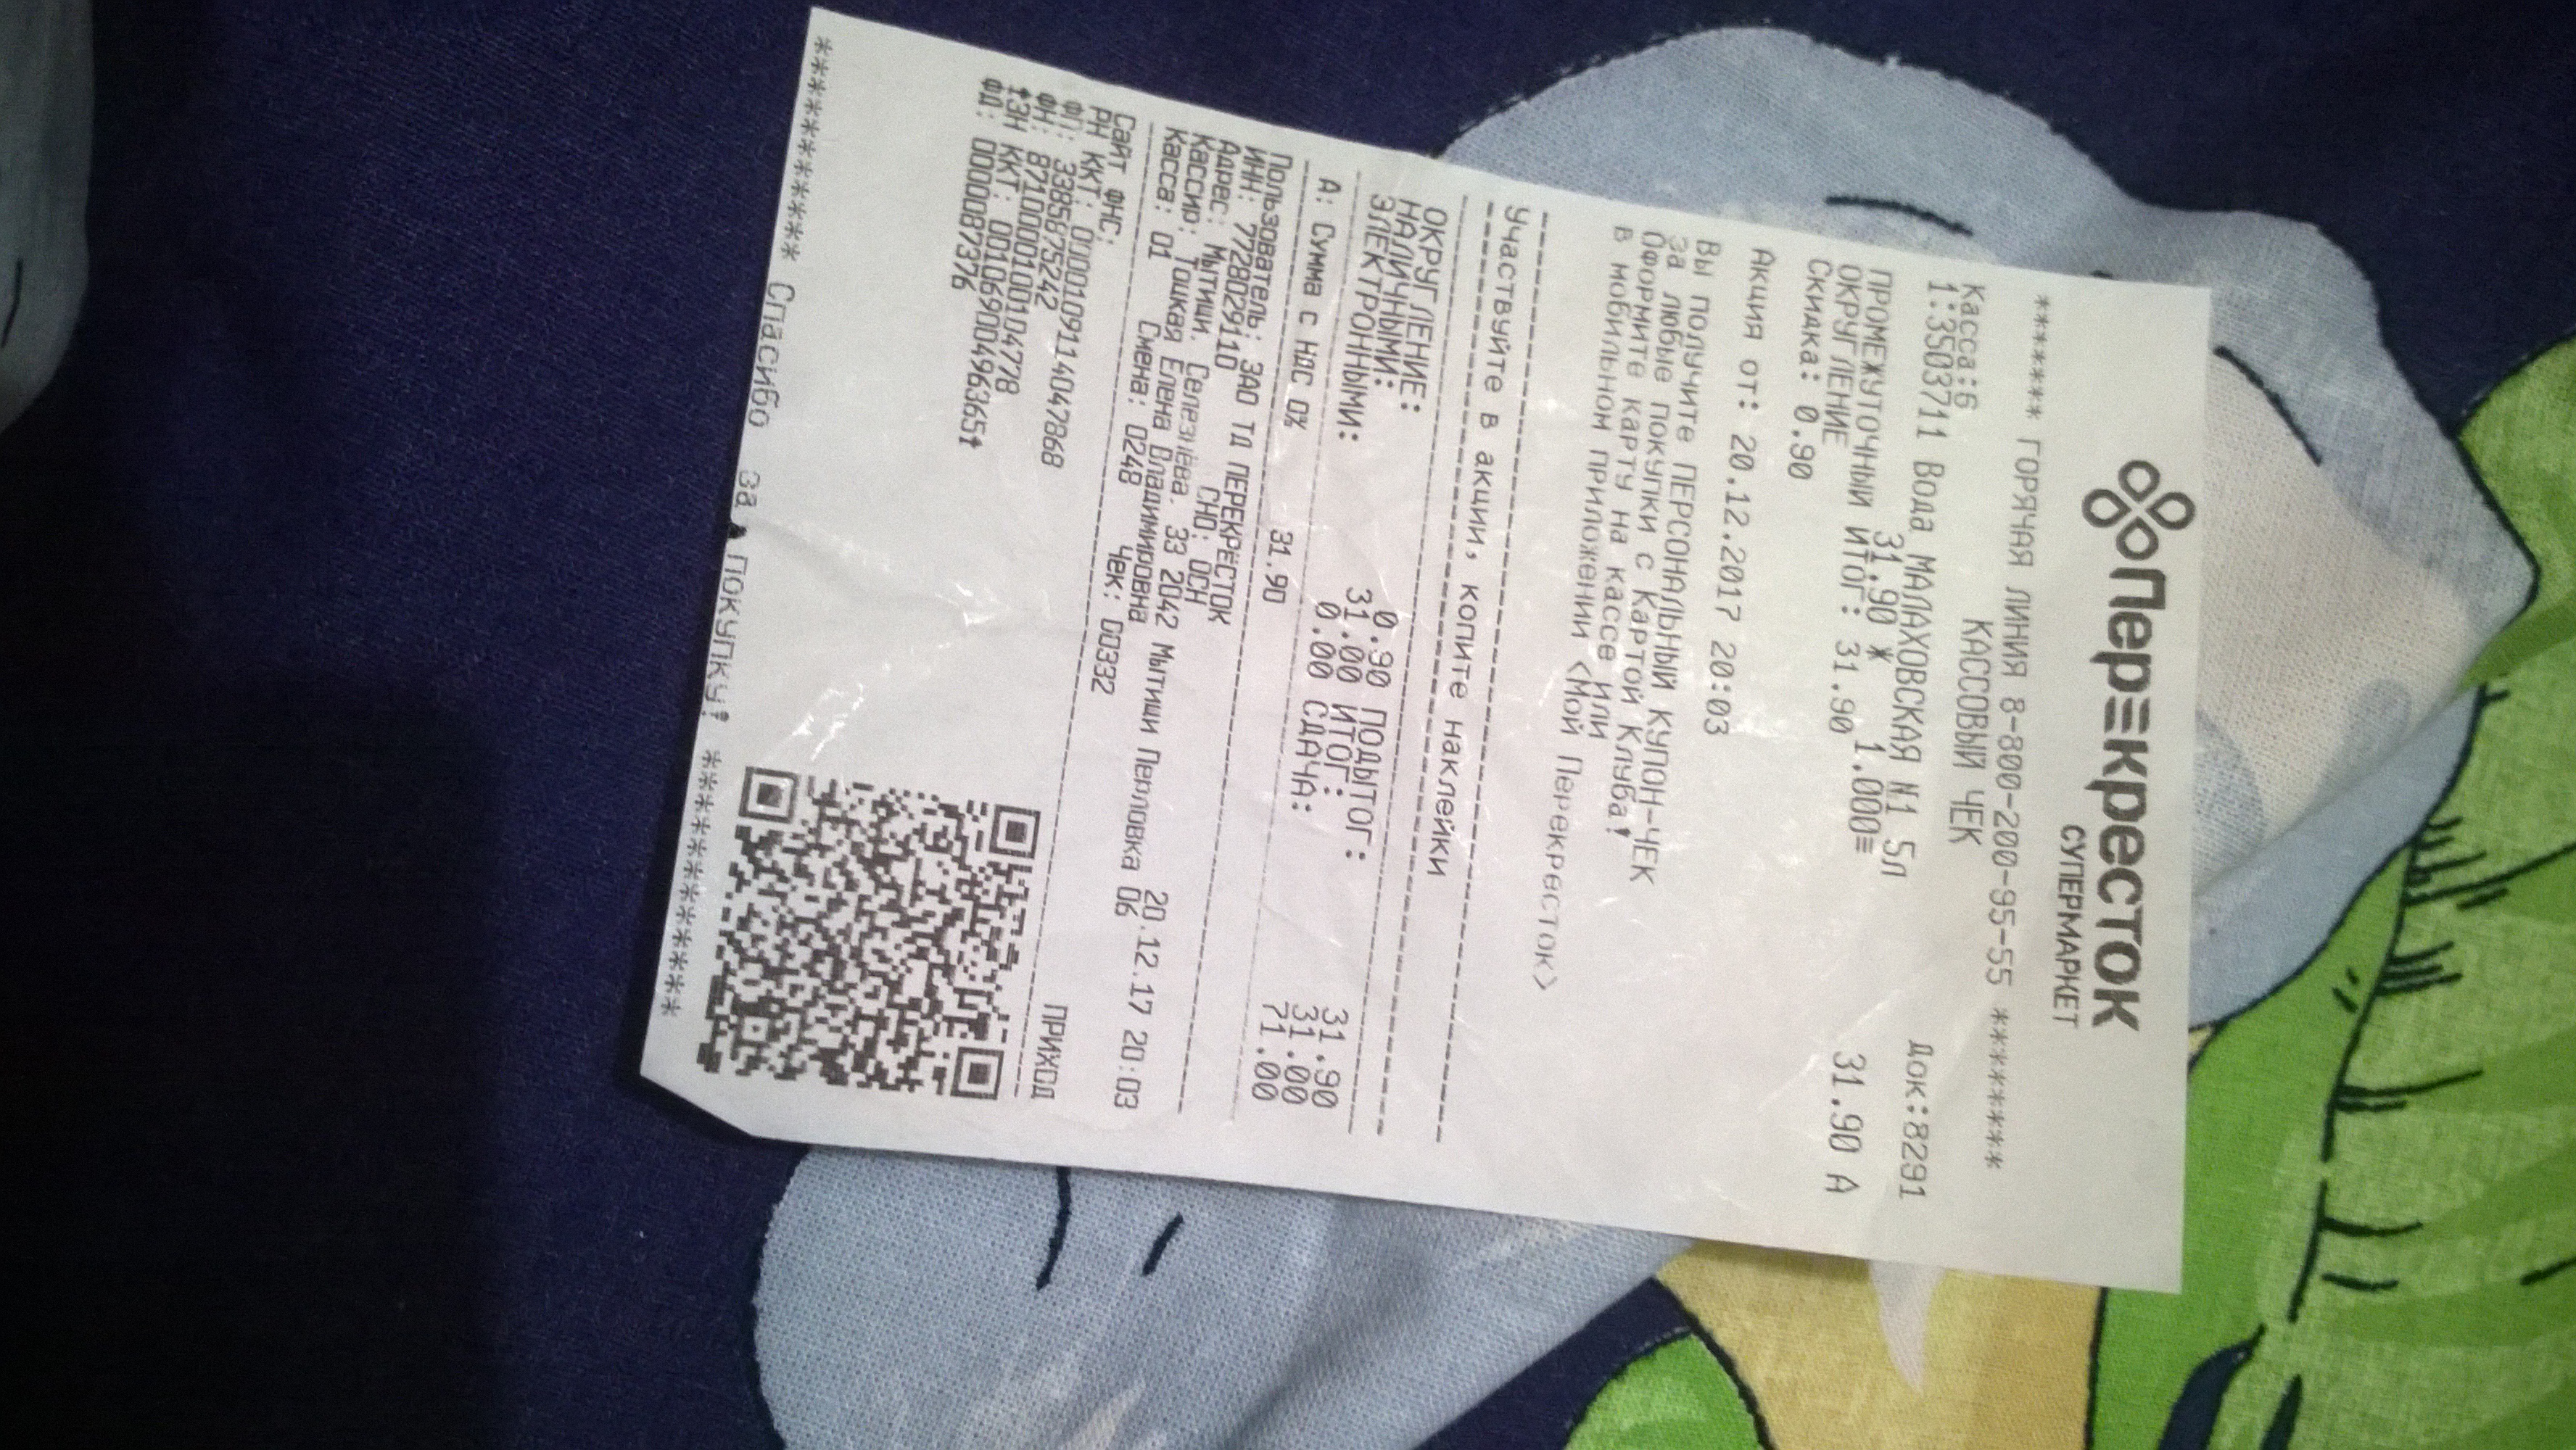 Перекресток
СУПЕРМАРКЕТ
******* ГОРЯЧАЯ ЛИНИЯ 8-800-200-95-55 *********
КАССОВЫЙ ЧЕК
Касса:6 Док:8291
1:3503711 Вода МАЛАХОВСКАЯ N1 5л
31.90 * 1.000= 31.90 А
ПРОМЕЖУТОЧНЫЙ ИТОГ: 31.90
ОКРУГЛЕНИЕ
Скидка: 0.90
Акция от: 20.12.2017 20:03
Вы получите ПЕРСОНАЛЬНЫЙ КУПОН-ЧЕК
за любые покупки с Картой Клуба!
Оформите карту на кассе или
в мобильном приложении <Мой Перекресток>
Участвуйте в акции, копите наклейки
ОКРУГЛЕНИЕ: 0.90 ПОДЫТОГ: 31.90
НАЛИЧНЫМИ: 31.00 ИТОГ: 31.00
ЭЛЕКТРОННЫМИ: 0.00 СДАЧА: 71.00
А: Сумма с НДС 0% 31.90
Пользователь: ЗАО ТД ПЕРЕКРЁСТОК
ИНН: 7728029110 СНО: ОСН
Адрес: Мытищи, Селезнёва, 33 2042 Мытищи Перловка 06
Кассир: Тоцкая Елена Владимировна 20.12.17 20:03
Касса: 01 Смена: 0248 Чек: 00332
Сайт ФНС: ПРИХОД
РН ККТ: 0000109114047868
ФП: 3385875242
ФН: 8710000100104778
‡ЗН ККТ: 00106900496365‡
ФД: 0000087376
**************** Спасибо за покупку! ****************